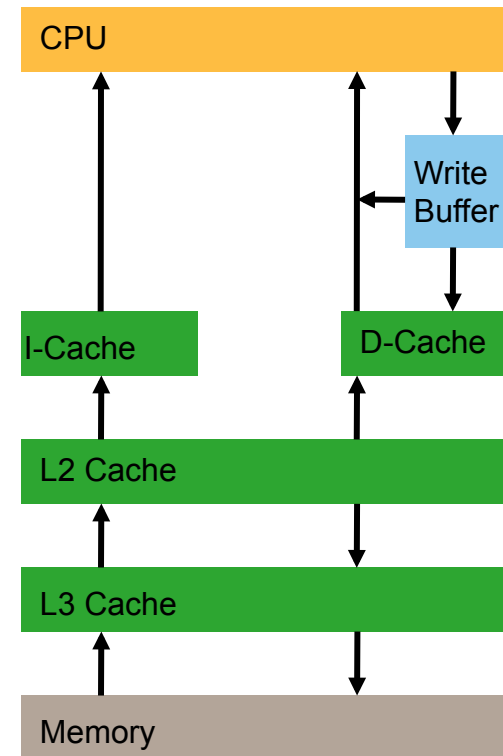 CPU
Write
Buffer
I-Cache
D-Cache
L2 Cache
L3 Cache
Memory